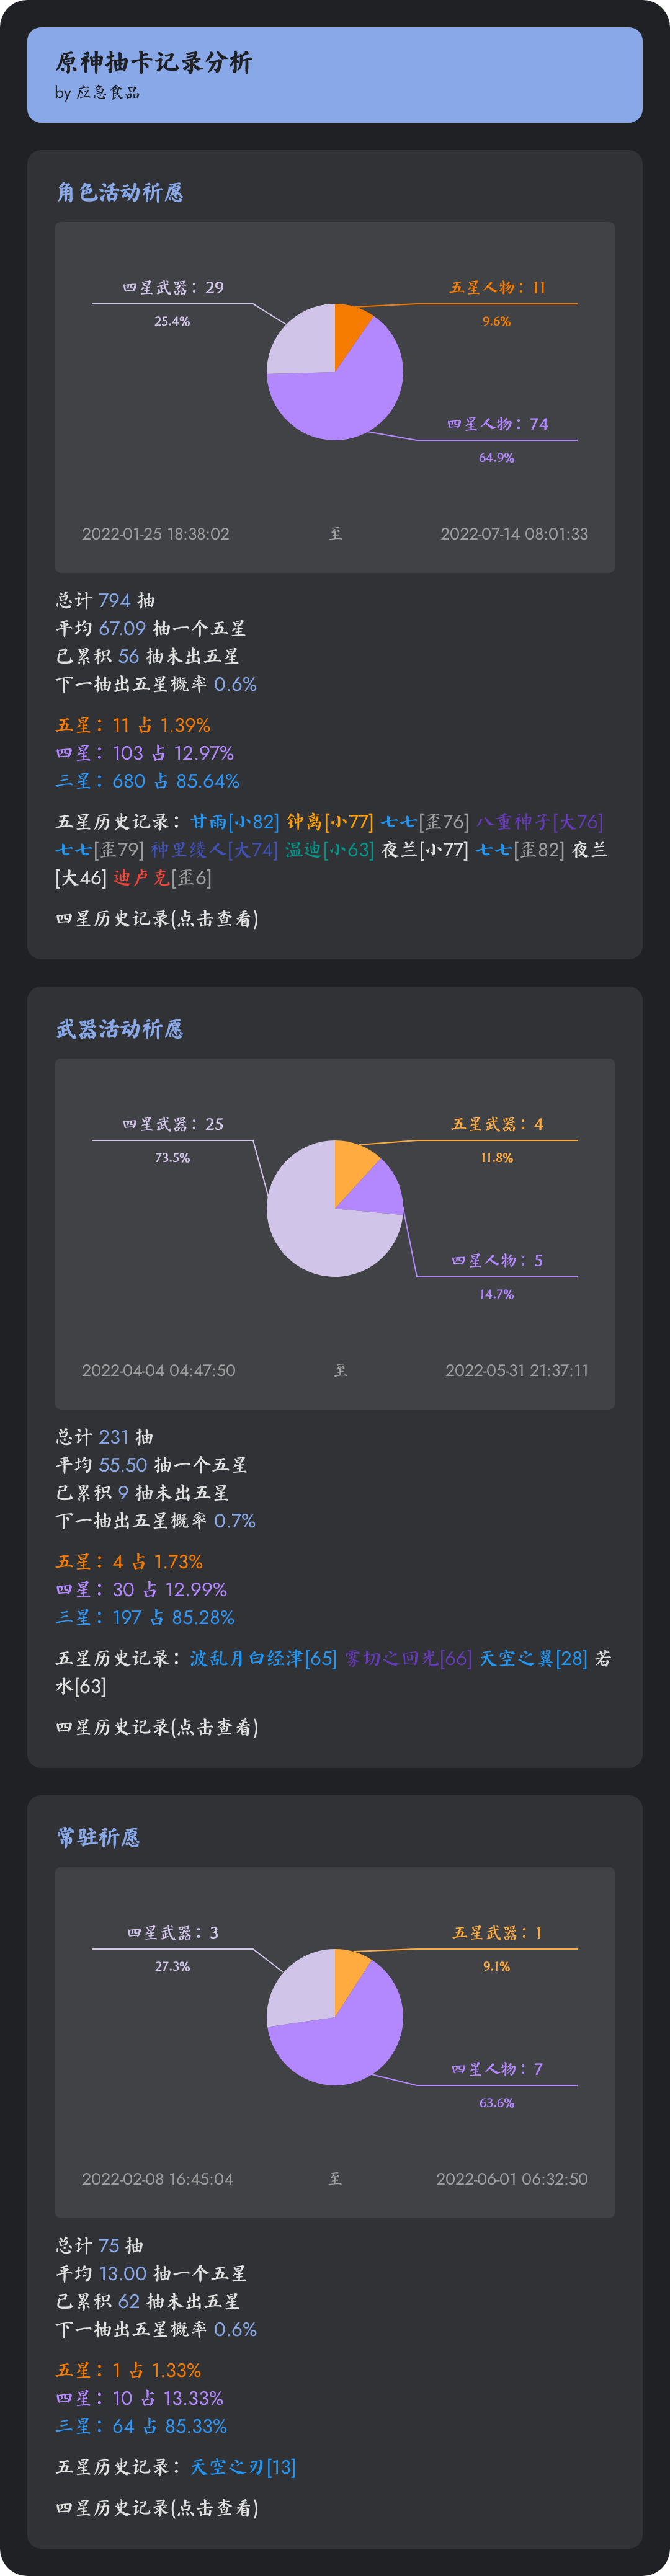 原神抽卡记录分析
by 应急食品
角色活动祈愿
四星武器：29
25.4%
五星人物：11
9.6%
四星人物：74
64.9%
2022-01-25 18:38:02 至 2022-07-14 08:01:33
总计 794 抽
平均 67.09 抽一个五星
已累积 56 抽未出五星
下一抽出五星概率 0.6%
五星：11 占 1.39%
四星：103 占 12.97%
三星：680 占 85.64%
五星历史记录：甘雨[小82] 钟离[小77] 七七[歪76] 八重神子[大76]
七七[歪79] 神里绫人[大74] 温迪[小63] 夜兰[小77] 七七[歪82] 夜兰
[大46] 迪卢克[歪6]
四星历史记录(点击查看)
武器活动祈愿
四星武器：25
73.5%
五星武器：4
11.8%
四星人物：5
14.7%
2022-04-04 04:47:50 至 2022-05-31 21:37:11
总计 231 抽
平均 55.50 抽一个五星
已累积 9 抽未出五星
下一抽出五星概率 0.7%
五星：4 占 1.73%
四星：30 占 12.99%
三星：197 占 85.28%
五星历史记录：波乱月白经津[65] 雾切之回光[66] 天空之翼[28] 若
水[63]
四星历史记录(点击查看)
常驻祈愿
四星武器：3
27.3%
五星武器：1
9.1%
四星人物：7
63.6%
2022-02-08 16:45:04 至 2022-06-01 06:32:50
总计 75 抽
平均 13.00 抽一个五星
已累积 62 抽未出五星
下一抽出五星概率 0.6%
五星：1 占 1.33%
四星：10 占 13.33%
三星：64 占 85.33%
五星历史记录：天空之刃[13]
四星历史记录(点击查看)